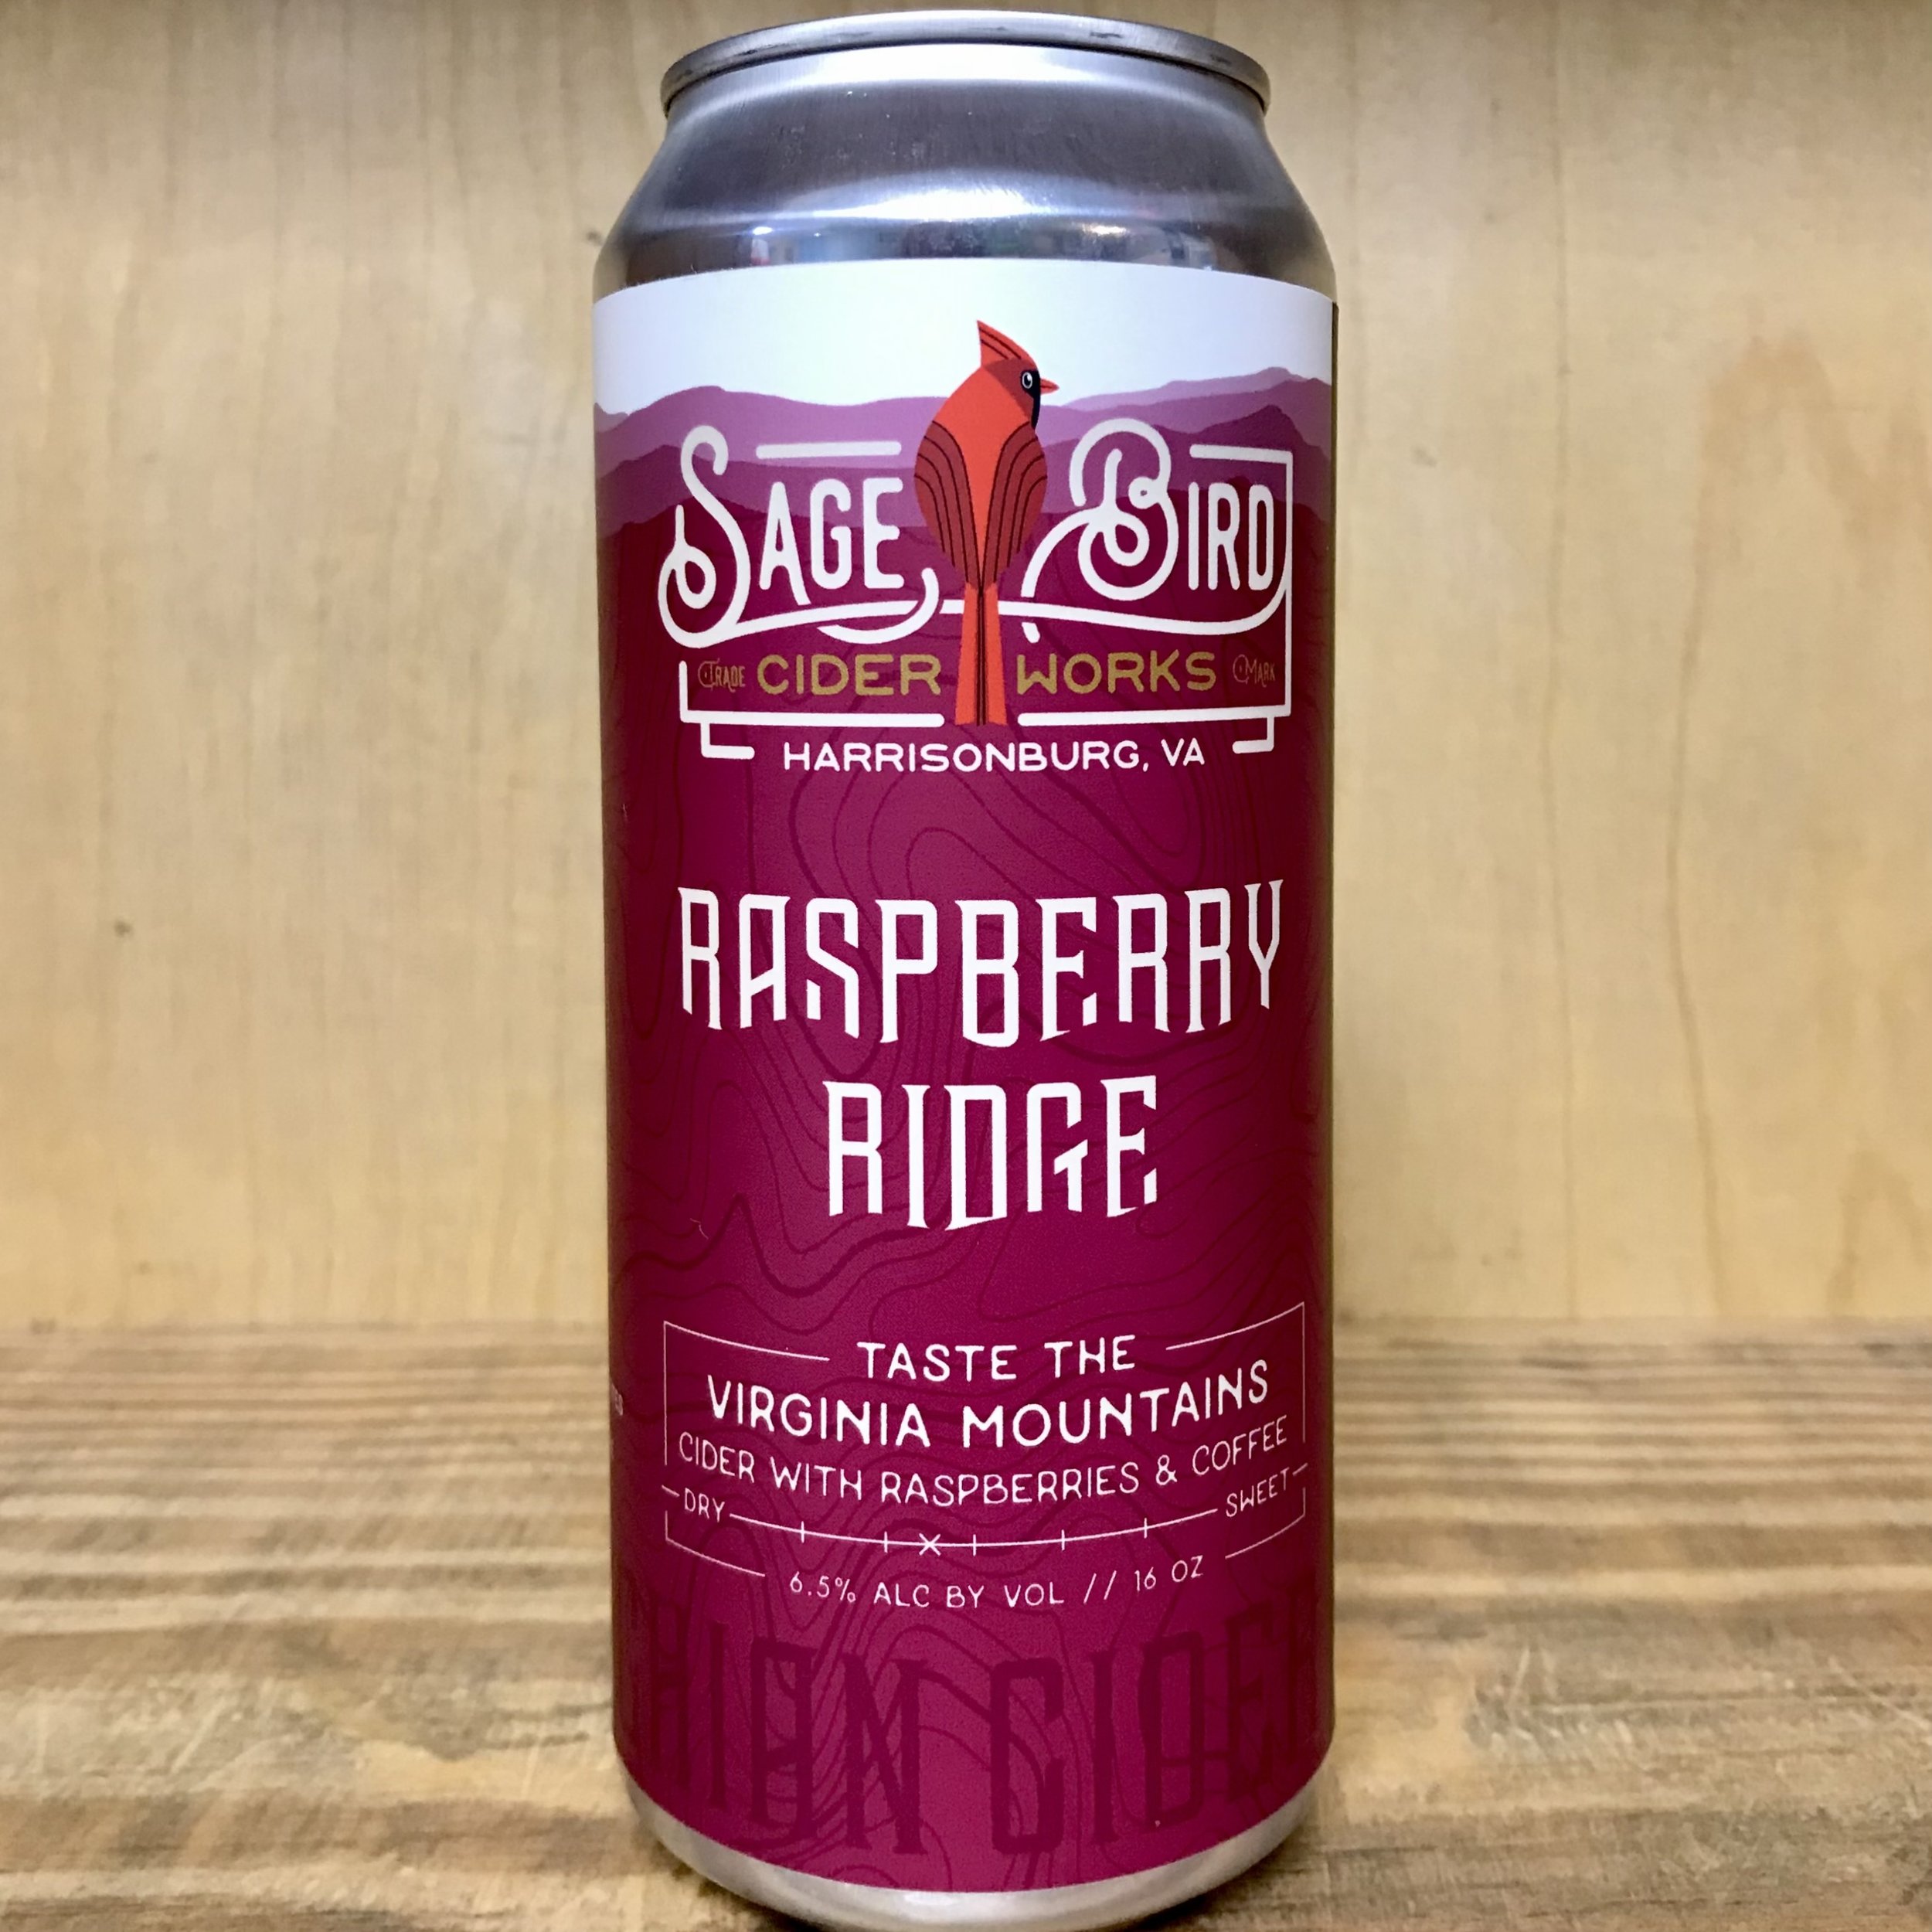 SAGE BIRD
TRADE CIDER WORKS MARK
HARRISONBURG, VA
RASPBERRY
RIDGE
TASTE THE
VIRGINIA MOUNTAINS
CIDER WITH RASPBERRIES & COFFEE
DRY SWEET
6.5% ALC BY VOL // 16 OZ
CIDER